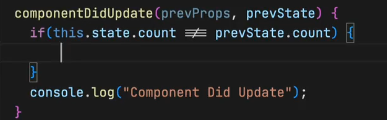 componentDidUpdate(prevProps, prevState) {
if(this.state.count !== prevState.count) {
}
console.log("Component Did Update");
}